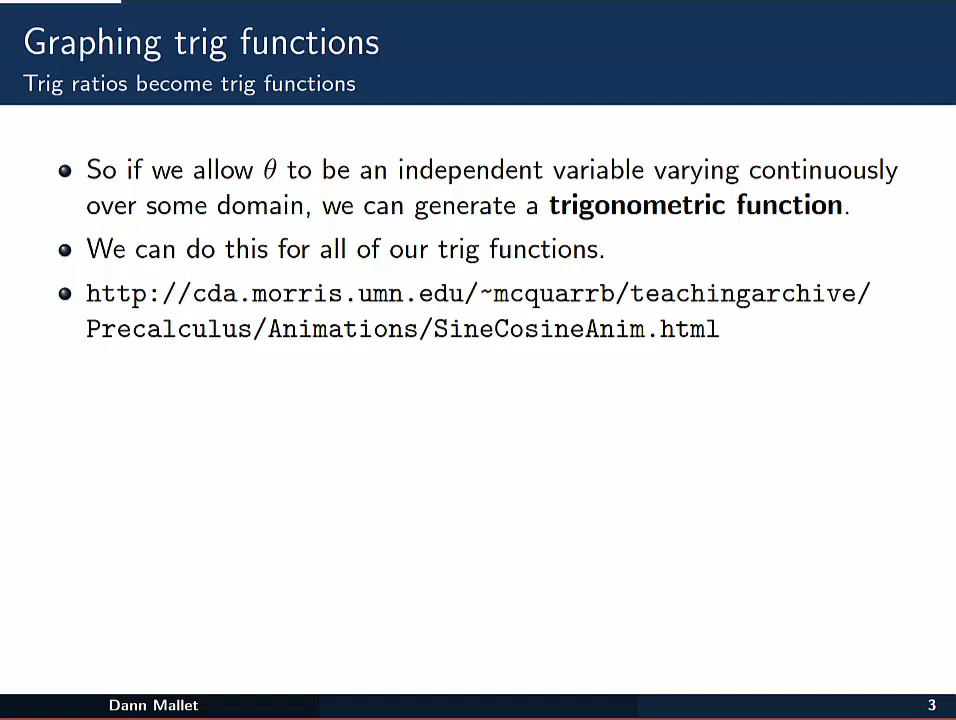 Graphing trig functions
Trig ratios become trig functions
So if we allow θ to be an independent variable varying continuously
over some domain, we can generate a trigonometric function.
We can do this for all of our trig functions.
http://cda.morris.umn.edu/~mcquarrb/teachingarchive/
Precalculus/Animations/SineCosineAnim.html
Dann Mallet
3